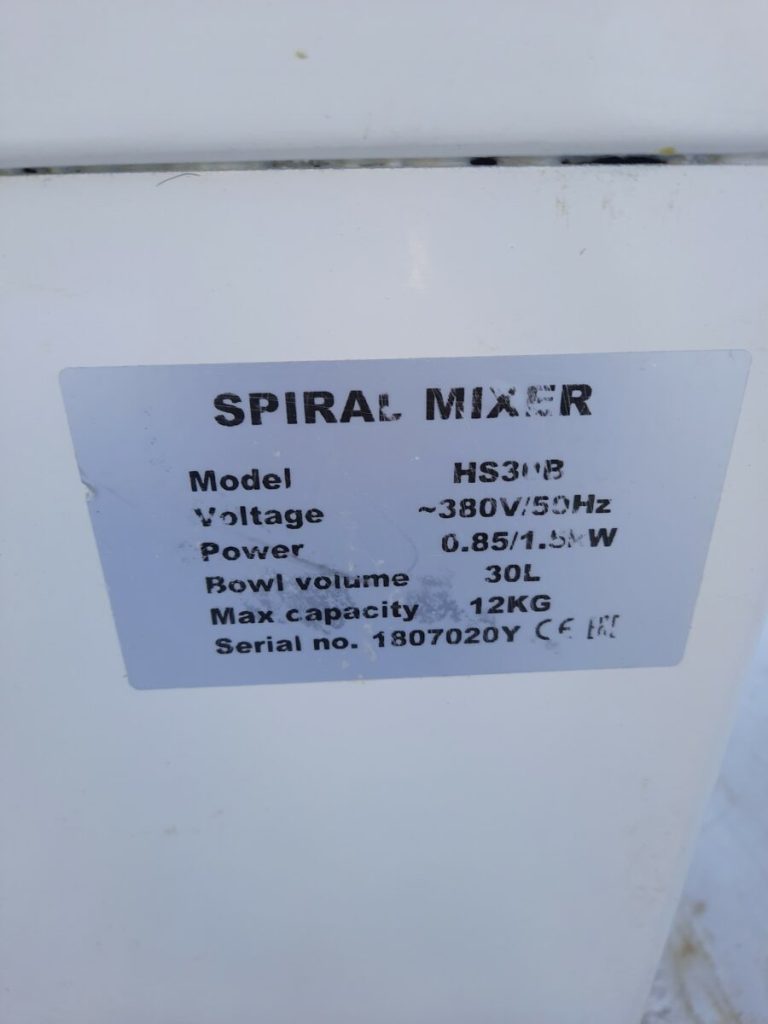 SPIRAL MIXER
Model HS30B
Voltage ~380V/50Hz
Power 0.85/1.5kW
Bowl volume 30L
Max capacity 12KG
Serial no. 1807020Y CE EAC